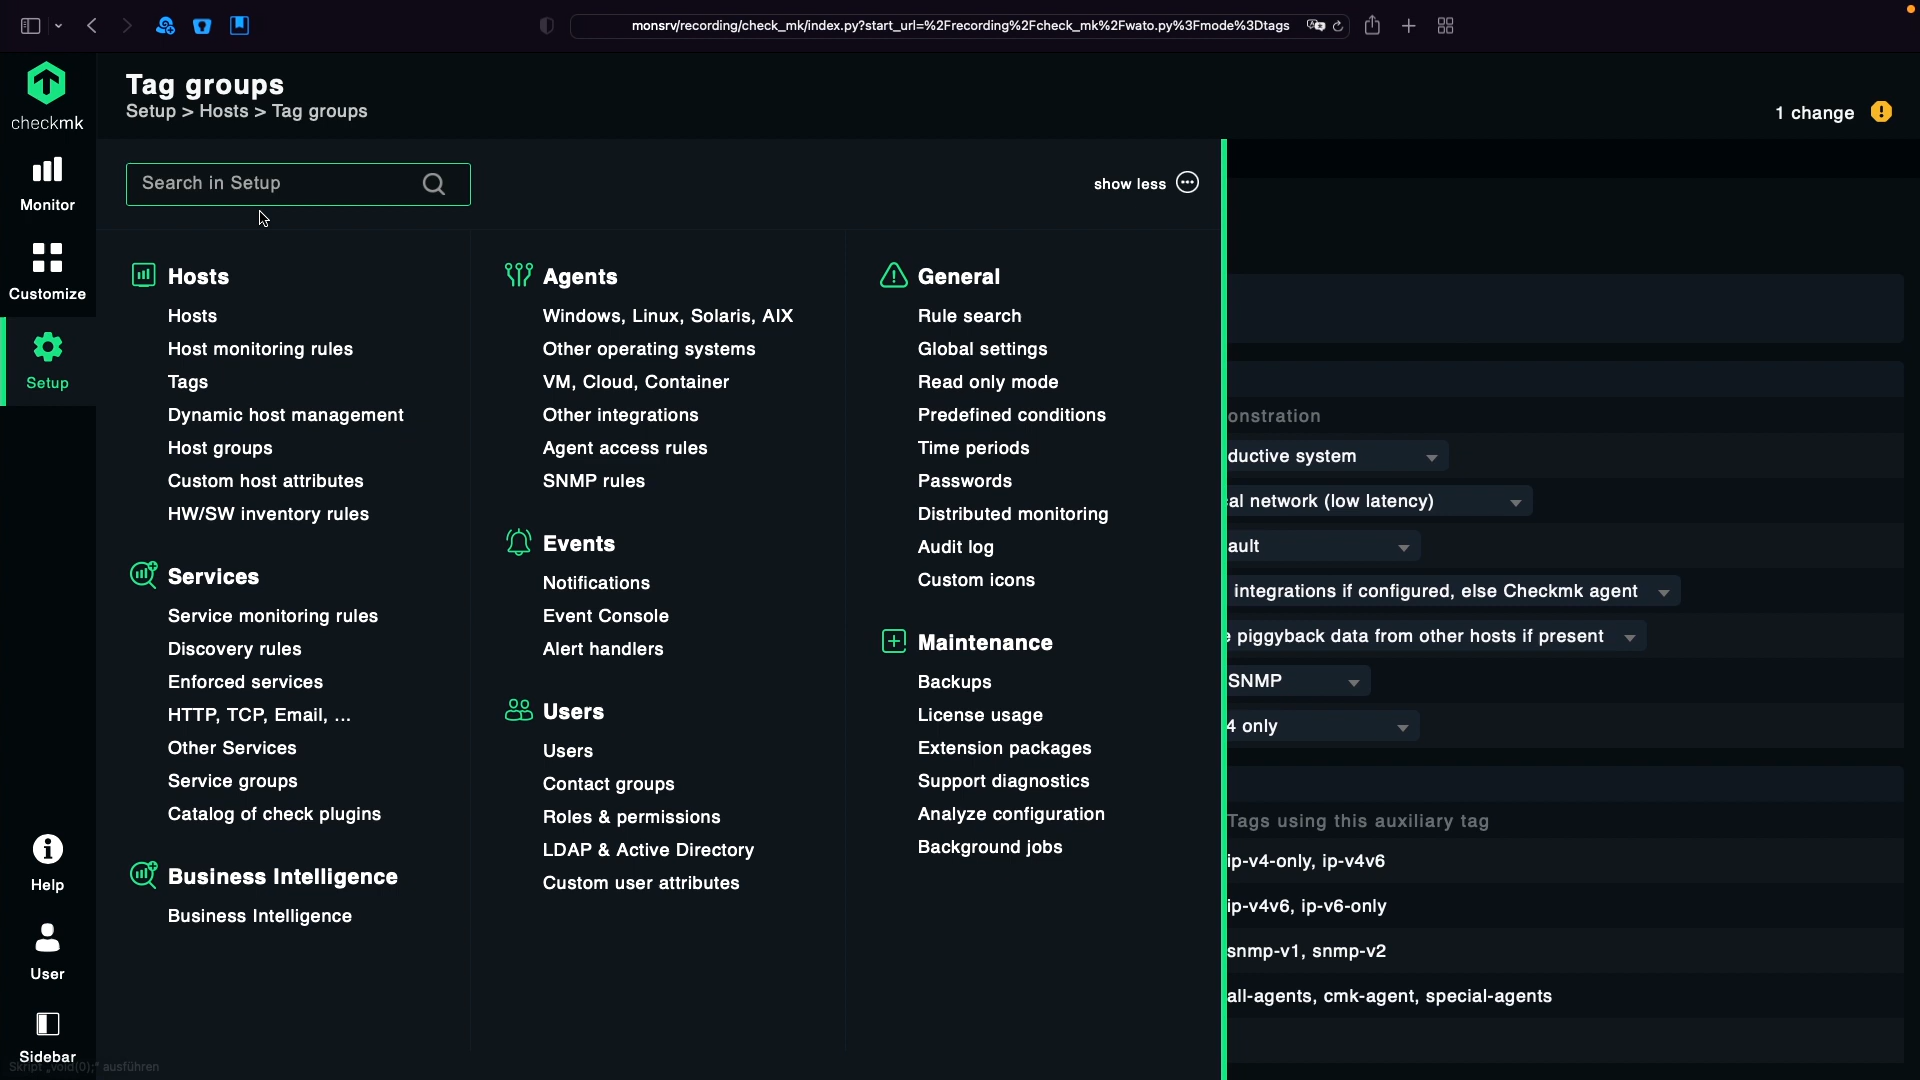 monsrv/recording/check_mk/index.py?start_url=%2Frecording%2Fcheck_mk%2Fwato.py%3Fmode%3Dtags
checkmk
Monitor
Customize
Setup
Help
User
Sidebar
Skript „void(0);" ausführen
Tag groups
Setup > Hosts > Tag groups
1 change
Search in Setup
show less
Hosts
Hosts
Host monitoring rules
Tags
Dynamic host management
Host groups
Custom host attributes
HW/SW inventory rules
Services
Service monitoring rules
Discovery rules
Enforced services
HTTP, TCP, Email, ...
Other Services
Service groups
Catalog of check plugins
Business Intelligence
Business Intelligence
Agents
Windows, Linux, Solaris, AIX
Other operating systems
VM, Cloud, Container
Other integrations
Agent access rules
SNMP rules
Events
Notifications
Event Console
Alert handlers
Users
Users
Contact groups
Roles & permissions
LDAP & Active Directory
Custom user attributes
General
Rule search
Global settings
Read only mode
Predefined conditions
Time periods
Passwords
Distributed monitoring
Audit log
Custom icons
Maintenance
Backups
License usage
Extension packages
Support diagnostics
Analyze configuration
Background jobs
onstration
ductive system
al network (low latency)
ault
integrations if configured, else Checkmk agent
piggyback data from other hosts if present
SNMP
4 only
Tags using this auxiliary tag
ip-v4-only, ip-v4v6
ip-v4v6, ip-v6-only
snmp-v1, snmp-v2
all-agents, cmk-agent, special-agents